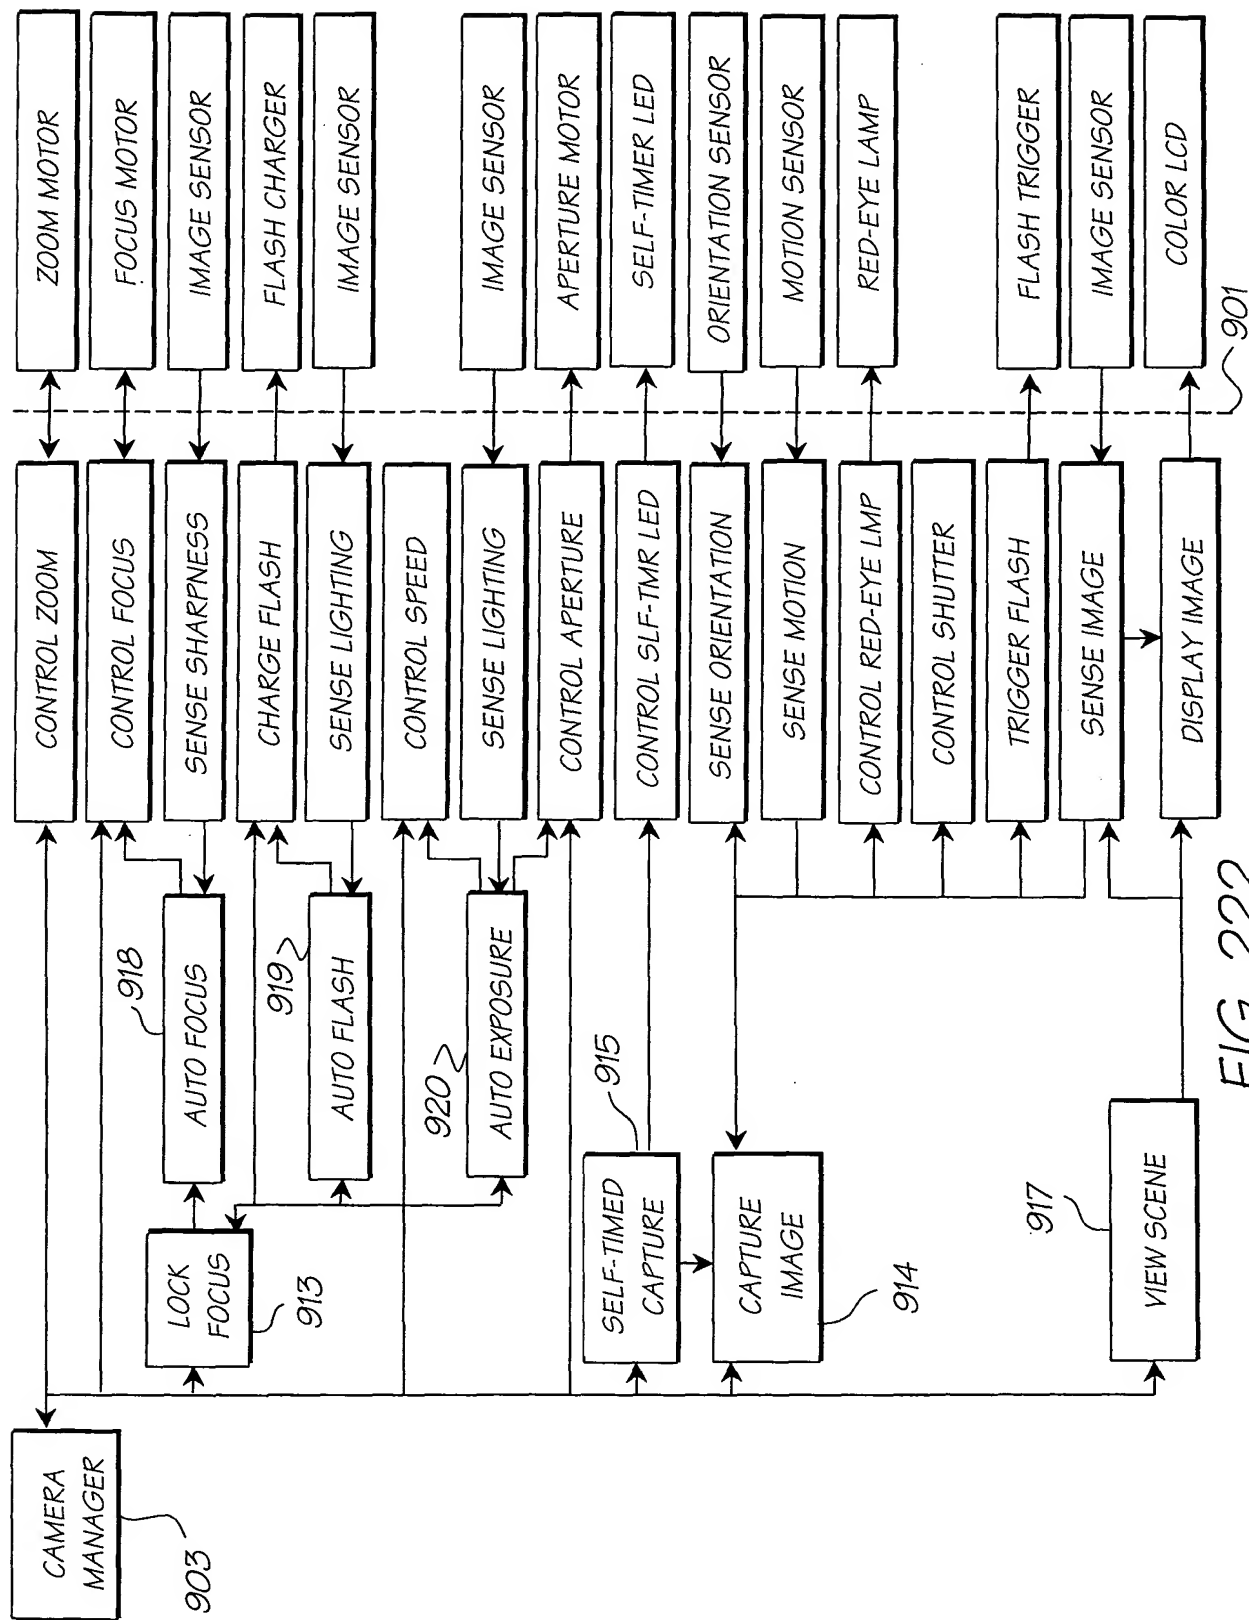 CAMERA
MANAGER
903
LOCK
FOCUS
913
SELF-TIMED
CAPTURE
915
CAPTURE
IMAGE
914
VIEW SCENE
917
AUTO FOCUS
918
AUTO FLASH
919
AUTO EXPOSURE
920
CONTROL ZOOM
CONTROL FOCUS
SENSE SHARPNESS
CHARGE FLASH
SENSE LIGHTING
CONTROL SPEED
SENSE LIGHTING
CONTROL APERTURE
CONTROL SLF-TMR LED
SENSE ORIENTATION
SENSE MOTION
CONTROL RED-EYE LMP
CONTROL SHUTTER
TRIGGER FLASH
SENSE IMAGE
DISPLAY IMAGE
ZOOM MOTOR
FOCUS MOTOR
IMAGE SENSOR
FLASH CHARGER
IMAGE SENSOR
IMAGE SENSOR
APERTURE MOTOR
SELF-TIMER LED
ORIENTATION SENSOR
MOTION SENSOR
RED-EYE LAMP
FLASH TRIGGER
IMAGE SENSOR
COLOR LCD
901
FIG. 222